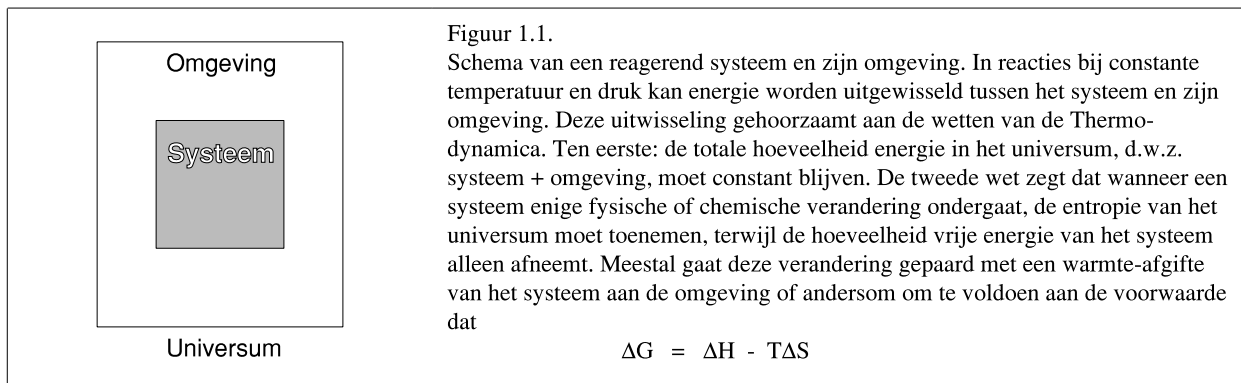 Omgeving
Systeem
Universum
Figuur 1.1.
Schema van een reagerend systeem en zijn omgeving. In reacties bij constante
temperatuur en druk kan energie worden uitgewisseld tussen het systeem en zijn
omgeving. Deze uitwisseling gehoorzaamt aan de wetten van de Thermo-
dynamica. Ten eerste: de totale hoeveelheid energie in het universum, d.w.z.
systeem + omgeving, moet constant blijven. De tweede wet zegt dat wanneer een
systeem enige fysische of chemische verandering ondergaat, de entropie van het
universum moet toenemen, terwijl de hoeveelheid vrije energie van het systeem
alleen afneemt. Meestal gaat deze verandering gepaard met een warmte-afgifte
van het systeem aan de omgeving of andersom om te voldoen aan de voorwaarde
dat
ΔG = ΔH - TΔS